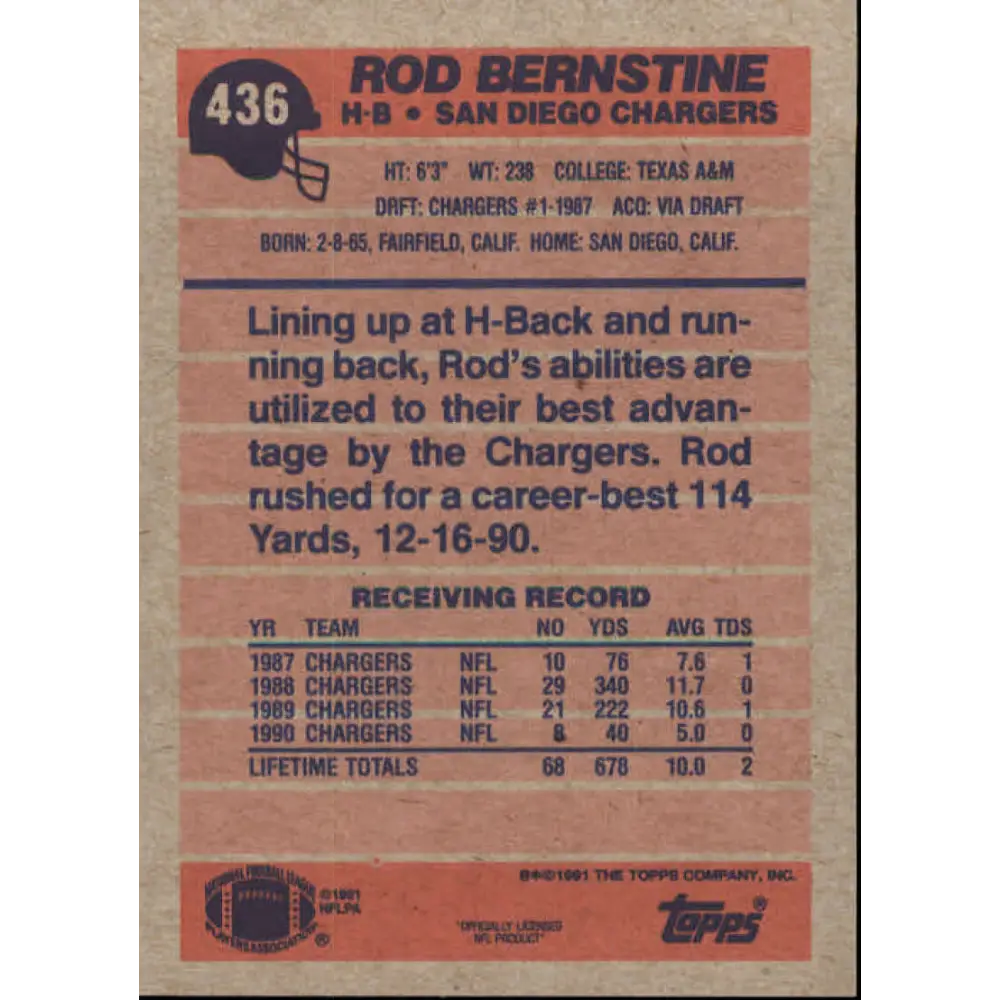 436
ROD BERNSTINE
H-B • SAN DIEGO CHARGERS
HT: 6'3" WT: 238 COLLEGE: TEXAS A&M
DRFT: CHARGERS #1-1987 ACQ: VIA DRAFT
BORN: 2-8-65, FAIRFIELD, CALIF. HOME: SAN DIEGO, CALIF.
Lining up at H-Back and run-
ning back, Rod's abilities are
utilized to their best advan-
tage by the Chargers. Rod
rushed for a career-best 114
Yards, 12-16-90.
RECEIVING RECORD
YR TEAM NO YDS AVG TDS
1987 CHARGERS NFL 10 76 7.6 1
1988 CHARGERS NFL 29 340 11.7 0
1989 CHARGERS NFL 21 222 10.6 1
1990 CHARGERS NFL 8 40 5.0 0
LIFETIME TOTALS 68 678 10.0 2
NATIONAL FOOTBALL LEAGUE
PLAYERS ASSOCIATION ®
©1991
NFLPA
"OFFICIALLY LICENSED
NFL PRODUCT"
©1991 THE TOPPS COMPANY, INC.
topps®